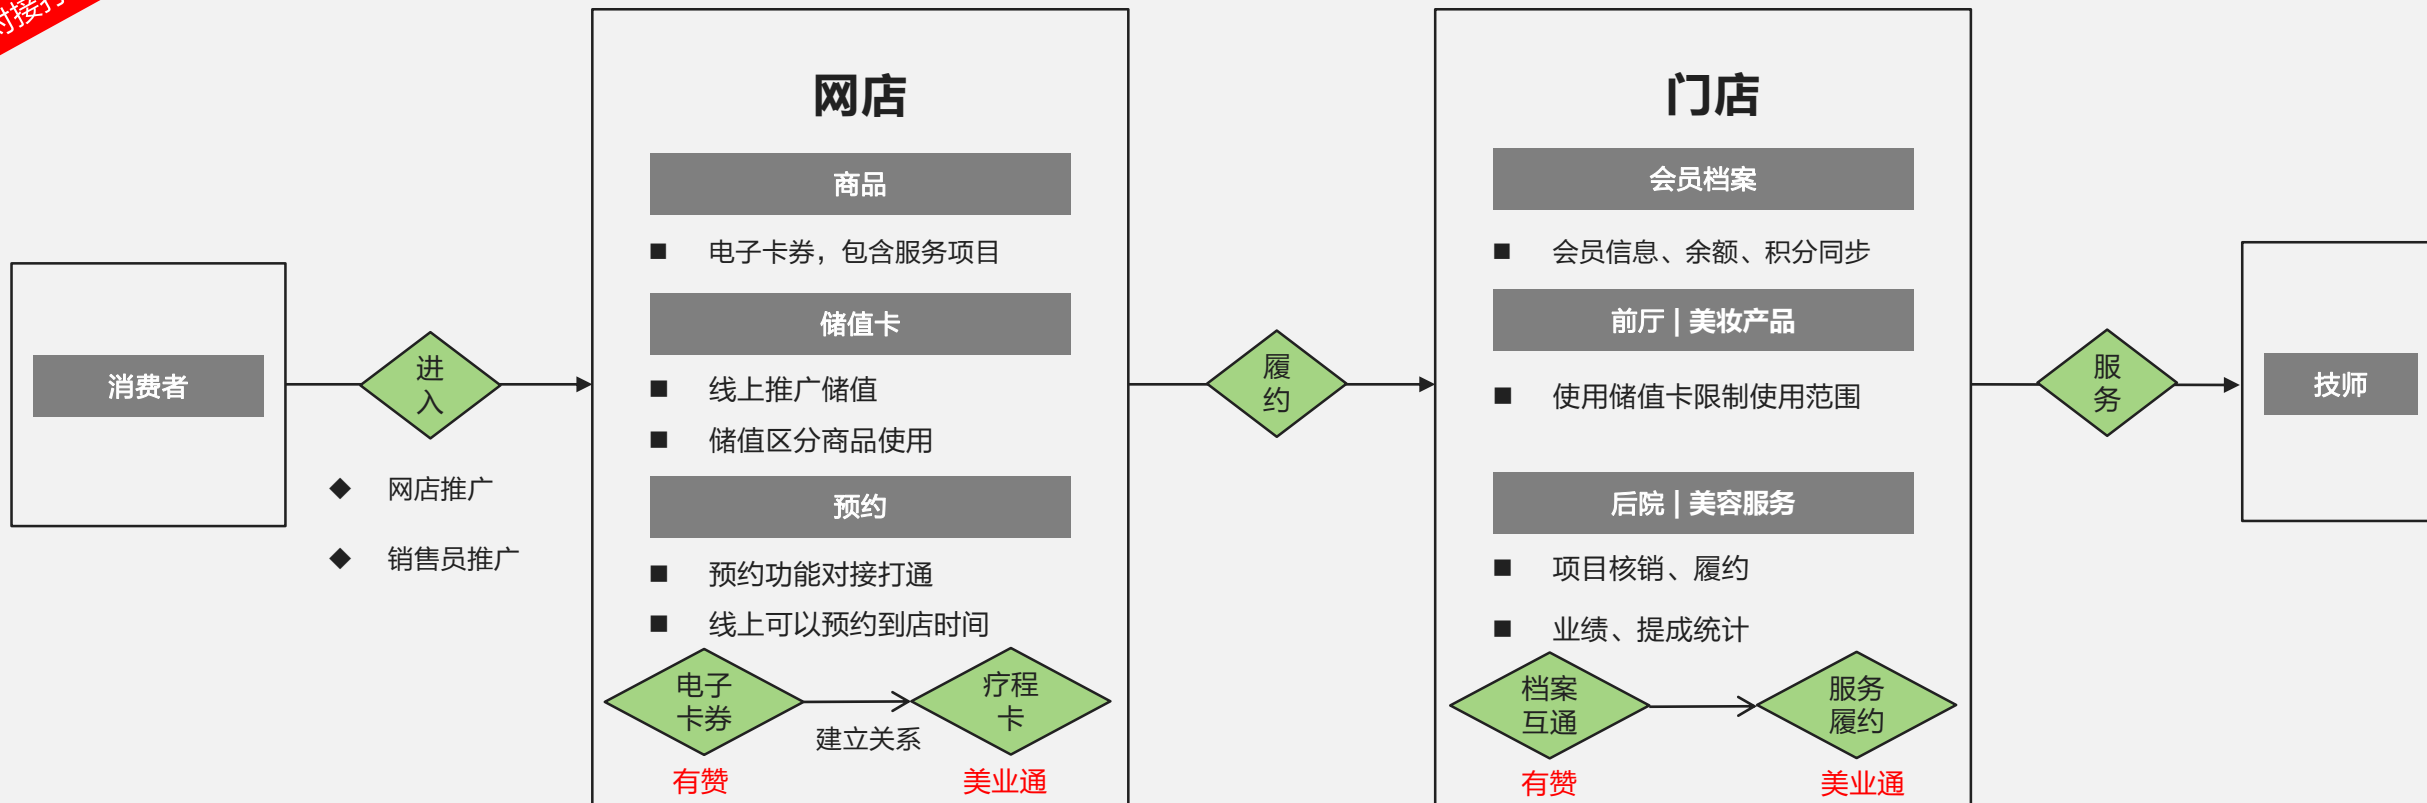 对接打
消费者
进
入
网店推广
销售员推广
网店
商品
电子卡券，包含服务项目
储值卡
线上推广储值
储值区分商品使用
预约
预约功能对接打通
线上可以预约到店时间
电子
卡券
建立关系
疗程
卡
有赞
美业通
履
约
门店
会员档案
会员信息、余额、积分同步
前厅 | 美妆产品
使用储值卡限制使用范围
后院 | 美容服务
项目核销、履约
业绩、提成统计
档案
互通
服务
履约
有赞
美业通
服
务
技师